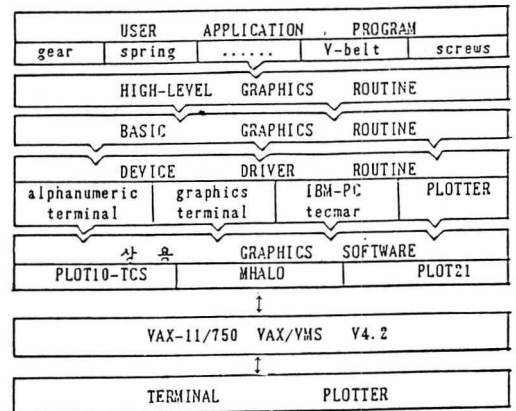 USER APPLICATION . PROGRAM
gear spring ...... V-belt screws
HIGH-LEVEL GRAPHICS ROUTINE
BASIC GRAPHICS ROUTINE
DEVICE DRIVER ROUTINE
alphanumeric graphics IBM-PC PLOTTER
terminal terminal tecmar
상용 GRAPHICS SOFTWARE
PLOT10-TCS MHALO PLOT21
↕
VAX-11/750 VAX/VMS V4.2
↕
TERMINAL PLOTTER